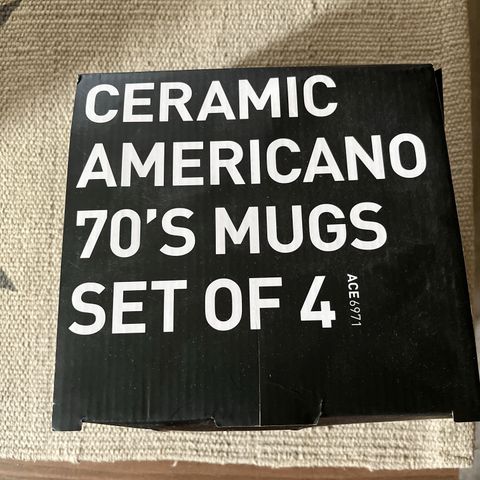 CERAMIC
AMERICANO
70'S MUGS
SET OF 4
ACE6971